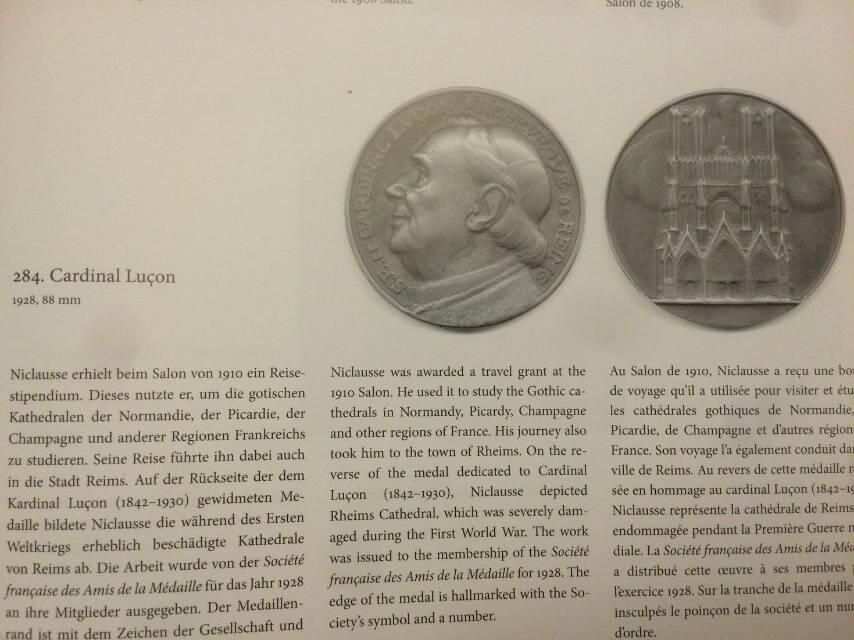 Salon de 1908.
CARDINAL LUÇON ARCHEVEQVE DE REIMS
284. Cardinal Luçon
1928, 88 mm
Niclausse erhielt beim Salon von 1910 ein Reise-
stipendium. Dieses nutzte er, um die gotischen
Kathedralen der Normandie, der Picardie, der
Champagne und anderer Regionen Frankreichs
zu studieren. Seine Reise führte ihn dabei auch
in die Stadt Reims. Auf der Rückseite der dem
Kardinal Luçon (1842–1930) gewidmeten Me-
daille bildete Niclausse die während des Ersten
Weltkriegs erheblich beschädigte Kathedrale
von Reims ab. Die Arbeit wurde von der Société
française des Amis de la Médaille für das Jahr 1928
an ihre Mitglieder ausgegeben. Der Medaillen-
rand ist mit dem Zeichen der Gesellschaft und
Niclausse was awarded a travel grant at the
1910 Salon. He used it to study the Gothic ca-
thedrals in Normandy, Picardy, Champagne
and other regions of France. His journey also
took him to the town of Rheims. On the re-
verse of the medal dedicated to Cardinal
Luçon (1842–1930), Niclausse depicted
Rheims Cathedral, which was severely dam-
aged during the First World War. The work
was issued to the membership of the Société
française des Amis de la Médaille for 1928. The
edge of the medal is hallmarked with the So-
ciety's symbol and a number.
Au Salon de 1910, Niclausse a reçu une
de voyage qu'il a utilisée pour visiter et
les cathédrales gothiques de Normandie,
Picardie, de Champagne et d'autres
France. Son voyage l'a également conduit
ville de Reims. Au revers de cette médaille
sée en hommage au cardinal Luçon
Niclausse représente la cathédrale de Reims
endommagée pendant la Première Guerre
diale. La Société française des Amis de la
a distribué cette œuvre à ses membres
l'exercice 1928. Sur la tranche de la médaille
insculpés le poinçon de la société et un
d'ordre.